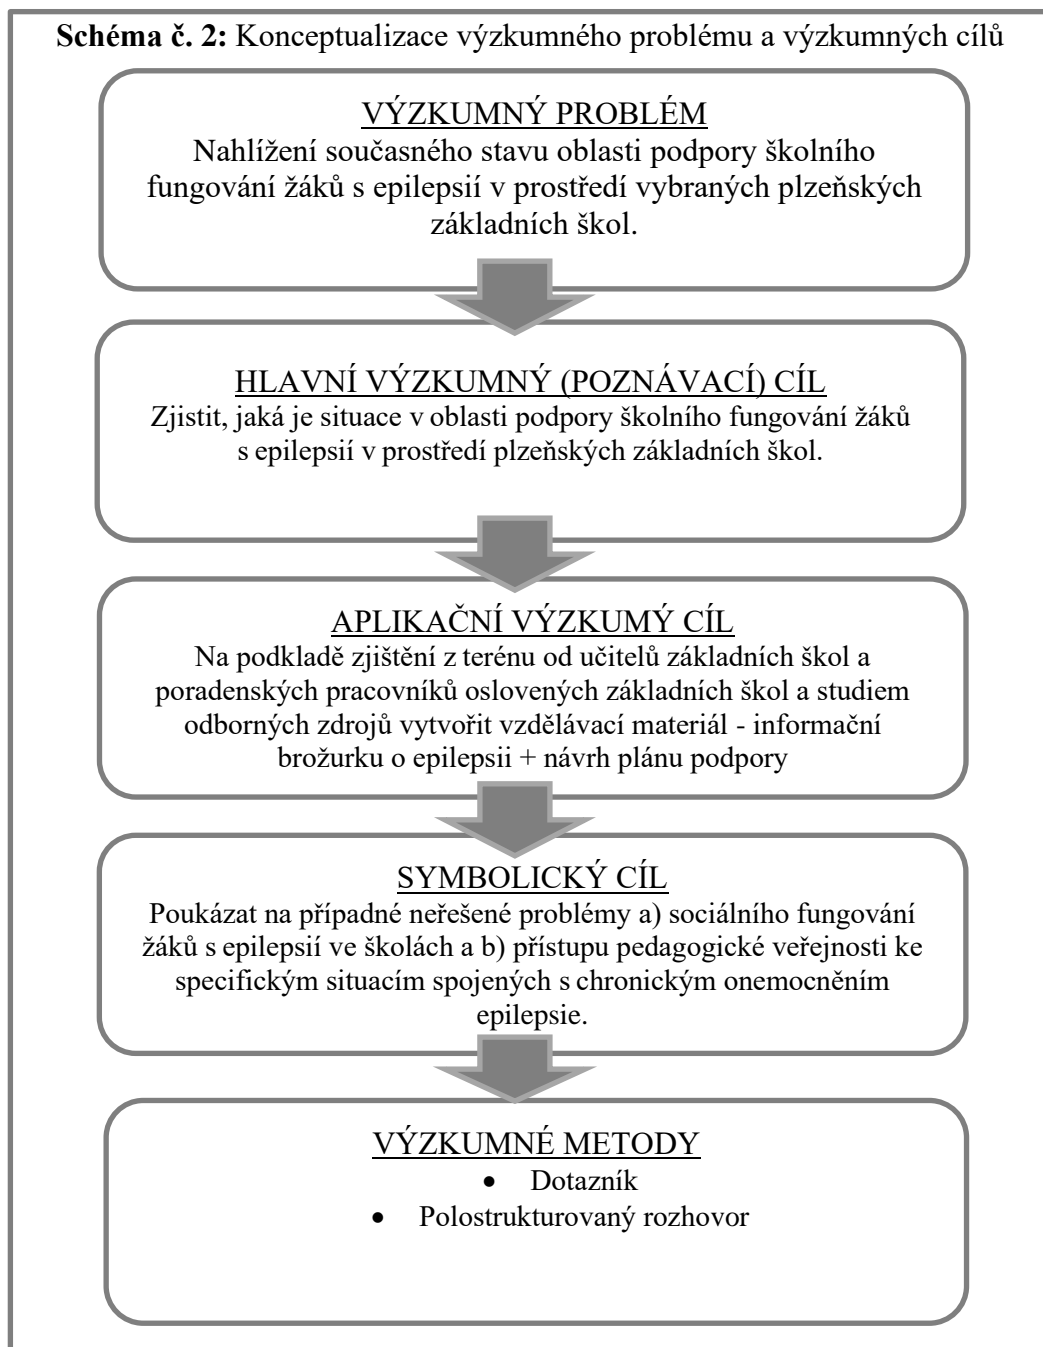 Schéma č. 2: Konceptualizace výzkumného problému a výzkumných cílů
VÝZKUMNÝ PROBLÉM
Nahlížení současného stavu oblasti podpory školního
fungování žáků s epilepsií v prostředí vybraných plzeňských
základních škol.
HLAVNÍ VÝZKUMNÝ (POZNÁVACÍ) CÍL
Zjistit, jaká je situace v oblasti podpory školního fungování žáků
s epilepsií v prostředí plzeňských základních škol.
APLIKAČNÍ VÝZKUMÝ CÍL
Na podkladě zjištění z terénu od učitelů základních škol a
poradenských pracovníků oslovených základních škol a studiem
odborných zdrojů vytvořit vzdělávací materiál - informační
brožurku o epilepsii + návrh plánu podpory
SYMBOLICKÝ CÍL
Poukázat na případné neřešené problémy a) sociálního fungování
žáků s epilepsií ve školách a b) přístupu pedagogické veřejnosti ke
specifickým situacím spojených s chronickým onemocněním
epilepsie.
VÝZKUMNÉ METODY
• Dotazník
• Polostrukturovaný rozhovor